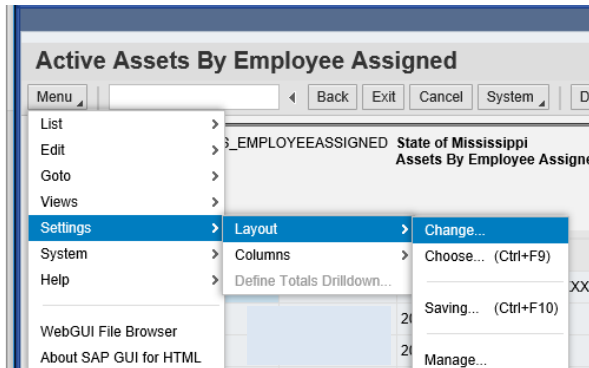 Active Assets By Employee Assigned
Menu Back Exit Cancel System
List
S_EMPLOYEEASSIGNED State of Mississippi
Edit
Assets By Employee
Goto
Views
Settings Layout Change...
System Columns Choose... (Ctrl+F9)
Help Define Totals Drilldown...
XX
Saving... (Ctrl+F10)
WebGUI File Browser
About SAP GUI for HTML Manage...